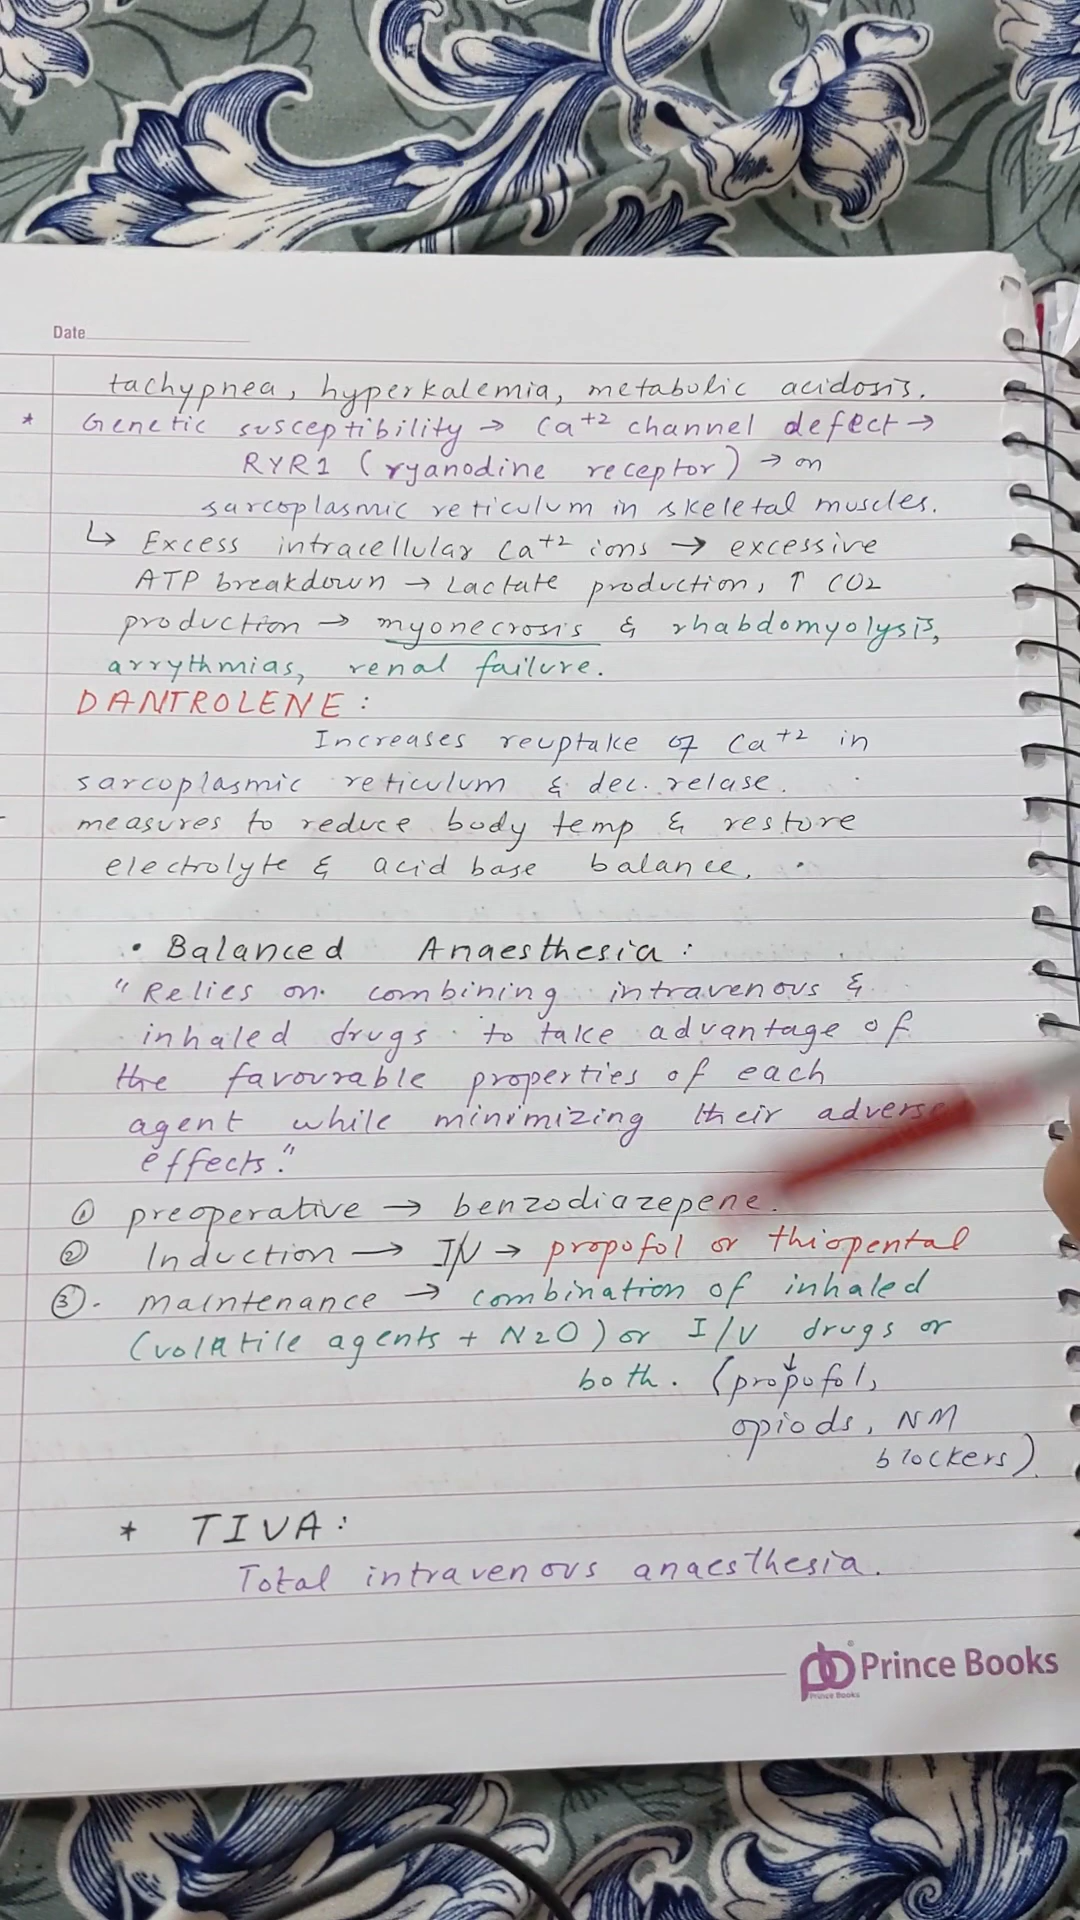 Date
tachypnea, hyperkalemia, metabolic acidosis.
* Genetic susceptibility → Ca+2 channel defect →
RYR1 (ryanodine receptor) → on
sarcoplasmic reticulum in skeletal muscles.
↳ Excess intracellular Ca+2 ions → excessive
ATP breakdown → Lactate production, ↑ CO2
production → myonecrosis & rhabdomyolysis,
arrythmias, renal failure.
DANTROLENE :
Increases reuptake of Ca+2 in
sarcoplasmic reticulum & dec. relase.
measures to reduce body temp & restore
electrolyte & acid base balance.
• Balanced Anaesthesia :
"Relies on combining intravenous &
inhaled drugs to take advantage of
the favourable properties of each
agent while minimizing their adverse
effects."
① preoperative → benzodiazepene.
② Induction → I/V → propofol or thiopental
③. Maintenance → combination of inhaled
(volatile agents + N2O) or I/V drugs or
both. ↓ (propofol,
opiods, NM
blockers)
* TIVA :
Total intravenous anaesthesia.
pb Prince Books
Prince Books